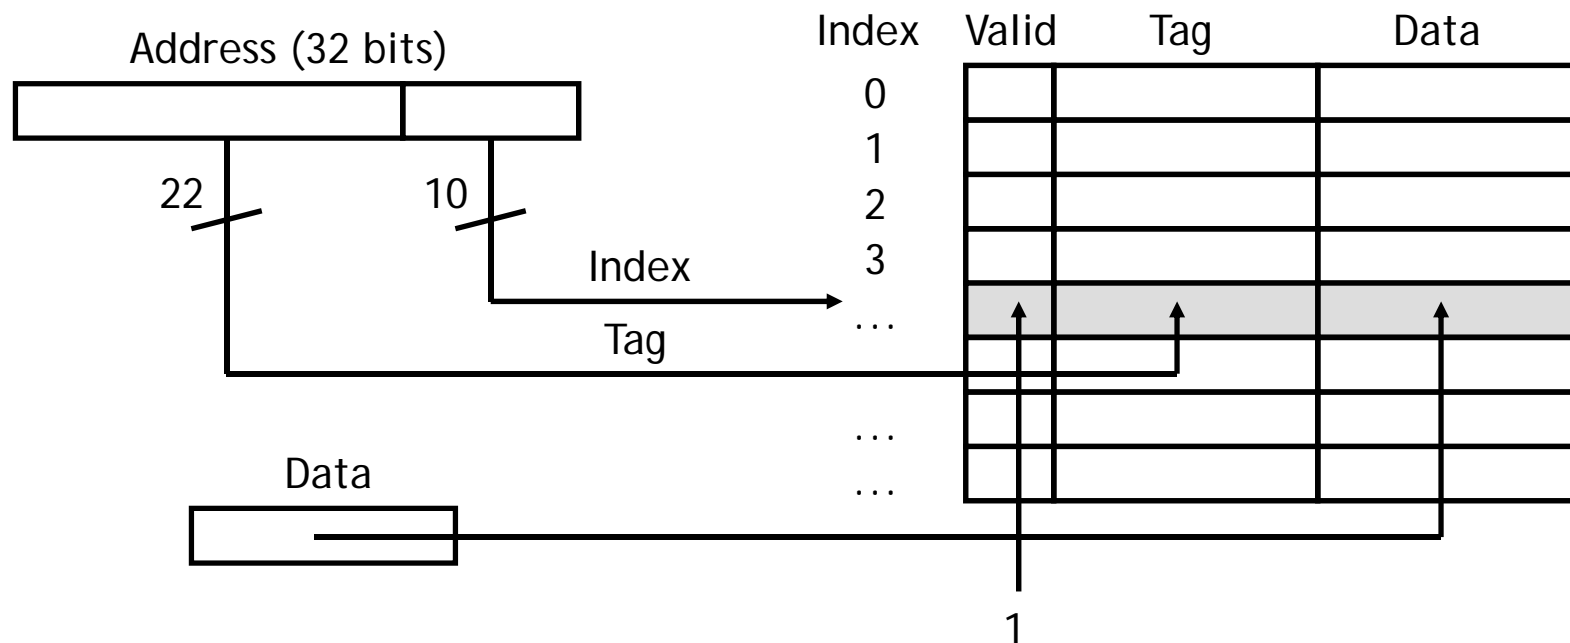 Address (32 bits)
Index Valid Tag Data
0
1
22 10
2
3
Index
...
Tag
...
Data
...
1